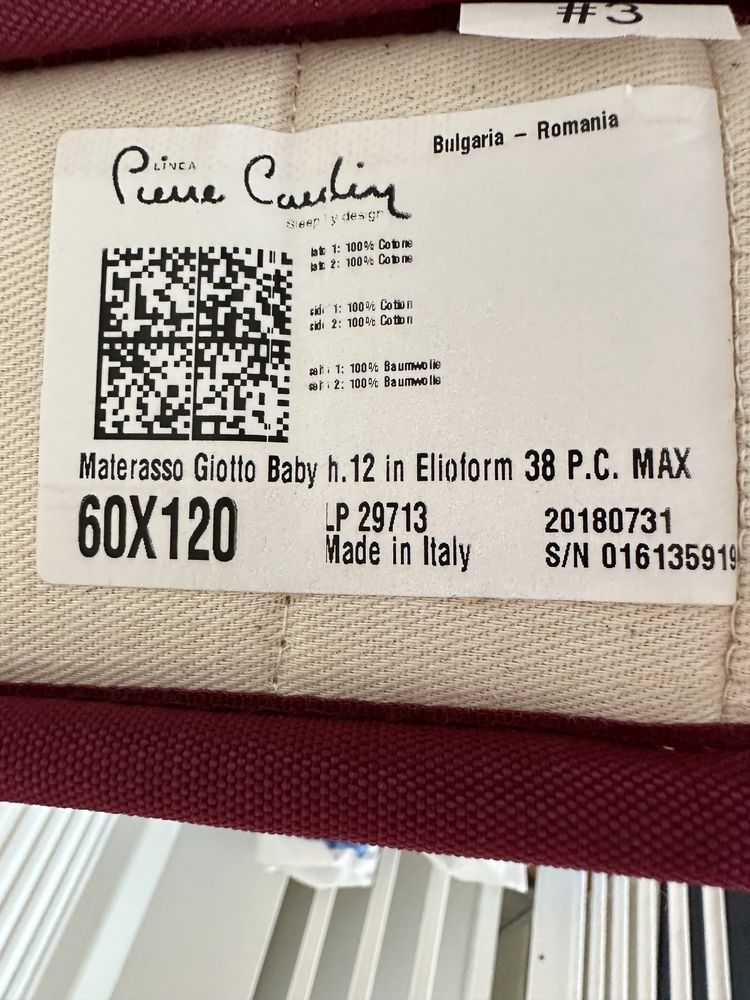 #3
Bulgaria – Romania
LINEA
Pierre Cardin
Sleep by design
lato 1: 100% Cotone
lato 2: 100% Cotone
side 1: 100% Cotton
side 2: 100% Cotton
seite 1: 100% Baumwolle
seite 2: 100% Baumwolle
Materasso Giotto Baby h.12 in Elioform 38 P.C. MAX
60X120
LP 29713
20180731
Made in Italy
S/N 016135919